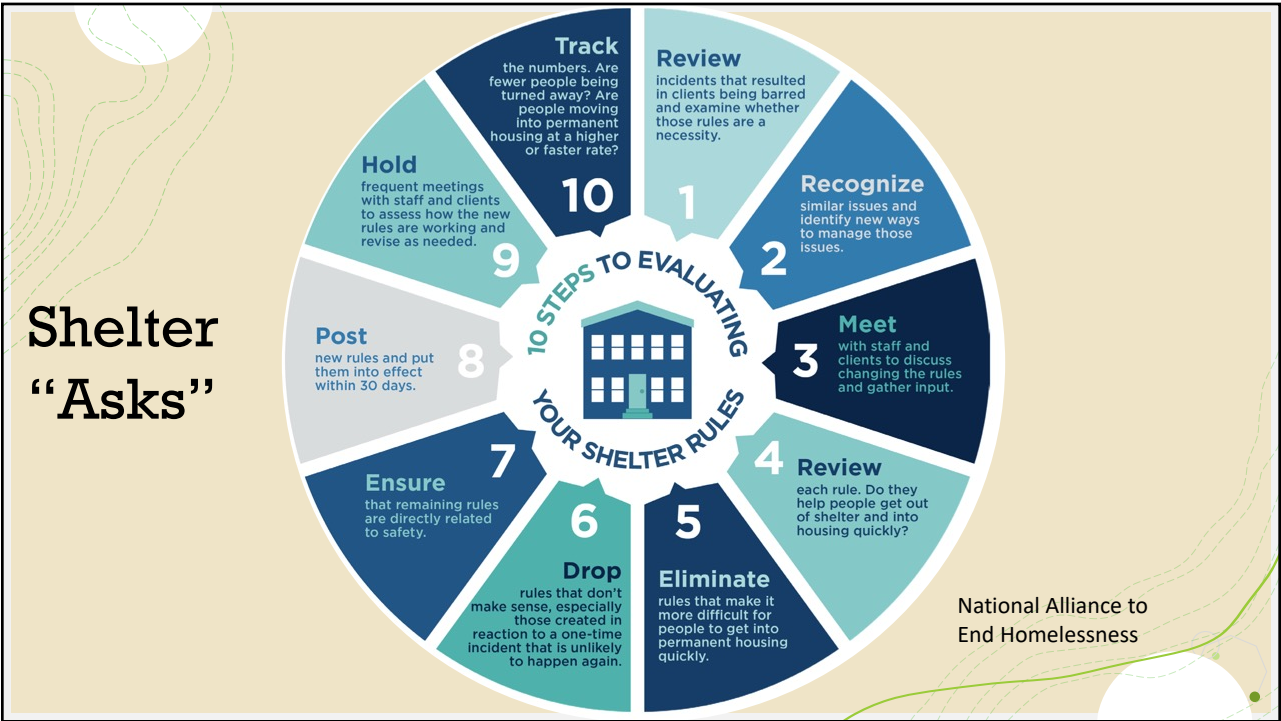 Shelter
“Asks”
10 STEPS TO EVALUATING
YOUR SHELTER RULES
1
Review
incidents that resulted
in clients being barred
and examine whether
those rules are a
necessity.
2
Recognize
similar issues and
identify new ways
to manage those
issues.
3
Meet
with staff and
clients to discuss
changing the rules
and gather input.
4
Review
each rule. Do they
help people get out
of shelter and into
housing quickly?
5
Eliminate
rules that make it
more difficult for
people to get into
permanent housing
quickly.
6
Drop
rules that don’t
make sense, especially
those created in
reaction to a one-time
incident that is unlikely
to happen again.
7
Ensure
that remaining rules
are directly related
to safety.
8
Post
new rules and put
them into effect
within 30 days.
9
Hold
frequent meetings
with staff and clients
to assess how the new
rules are working and
revise as needed.
10
Track
the numbers. Are
fewer people being
turned away? Are
people moving
into permanent
housing at a higher
or faster rate?
National Alliance to
End Homelessness